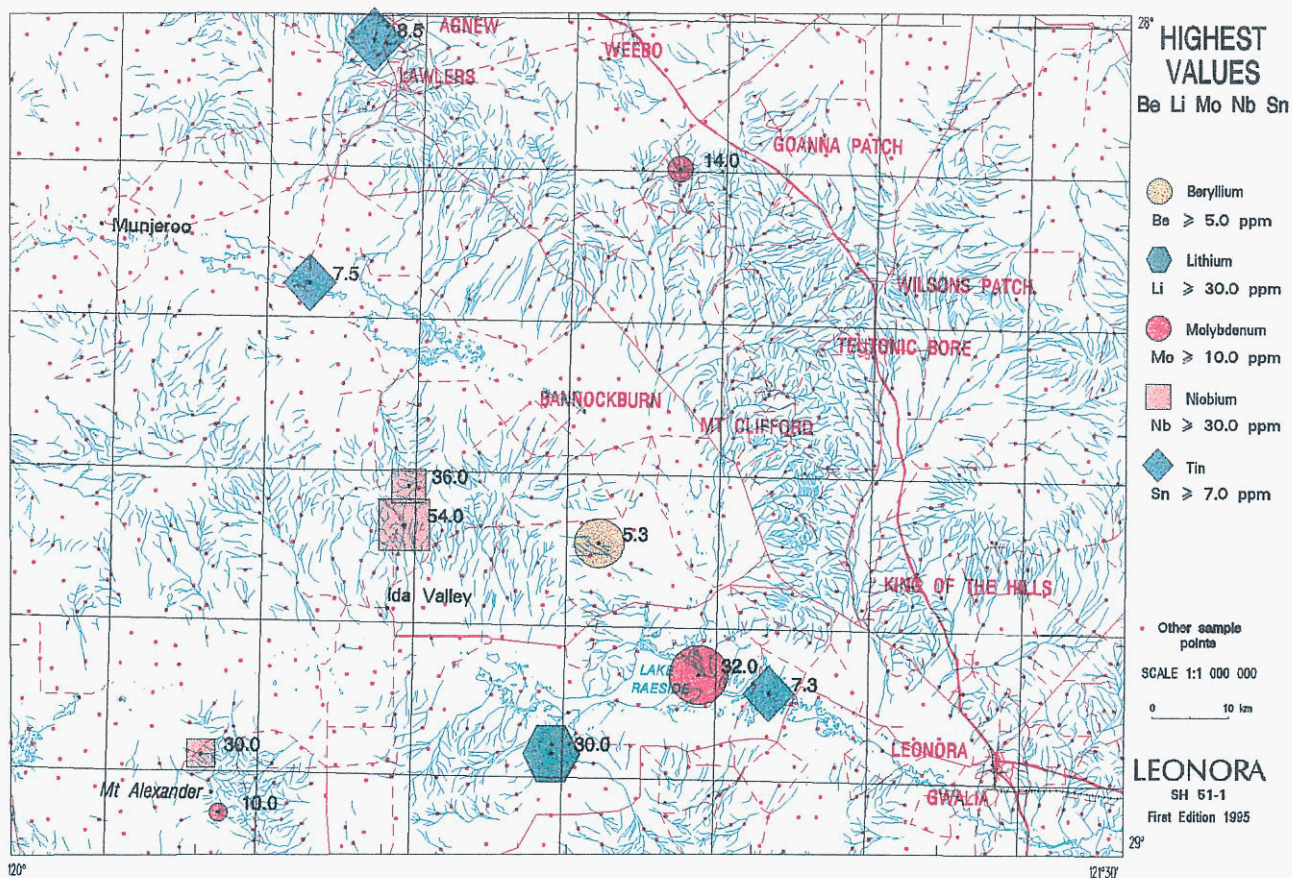 28°
HIGHEST
VALUES
Be Li Mo Nb Sn
8.5
AGNEW
WEEBO
LAWLERS
GOANNA PATCH
14.0
Munjeroo
7.5
WILSONS PATCH
TEUTONIC BORE
BANNOCKBURN
MT CLIFFORD
36.0
54.0
5.3
Ida Valley
KING OF THE HILLS
LAKE
RAESIDE
32.0
7.3
30.0
30.0
LEONORA
Mt Alexander
10.0
GWALIA
120°
121°30'
29°
Beryllium
Be ⩾ 5.0 ppm
Lithium
Li ⩾ 30.0 ppm
Molybdenum
Mo ⩾ 10.0 ppm
Niobium
Nb ⩾ 30.0 ppm
Tin
Sn ⩾ 7.0 ppm
Other sample
points
SCALE 1:1 000 000
0 10 km
LEONORA
SH 51-1
First Edition 1995